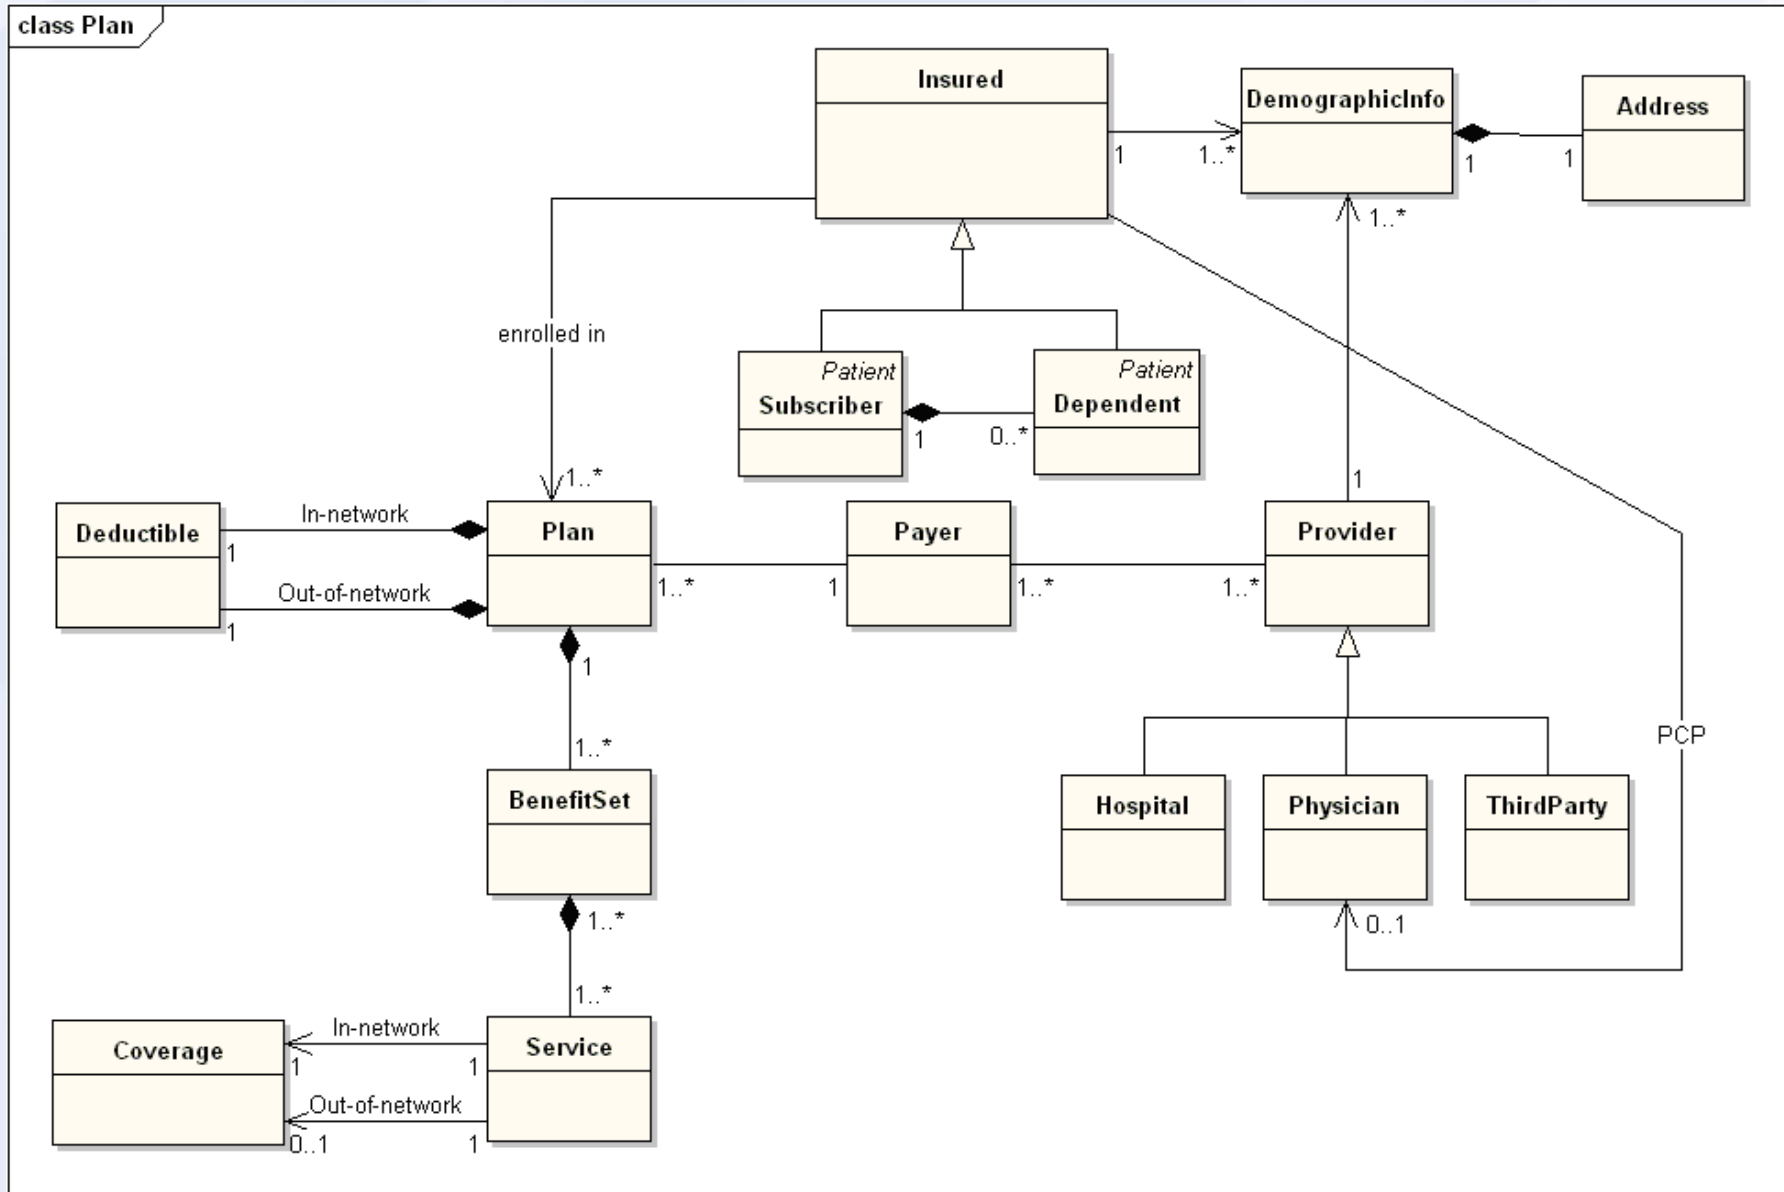 class Plan
Insured
DemographicInfo
Address
1
1..*
1
1
1..*
enrolled in
Patient
Subscriber
Patient
Dependent
1
0..*
1..*
1
Deductible
In-network
1
Out-of-network
1
Plan
Payer
Provider
1..*
1
1..*
1..*
1
1..*
PCP
BenefitSet
Hospital
Physician
ThirdParty
1..*
0..1
1..*
Coverage
In-network
1
1
Out-of-network
0..1
1
Service